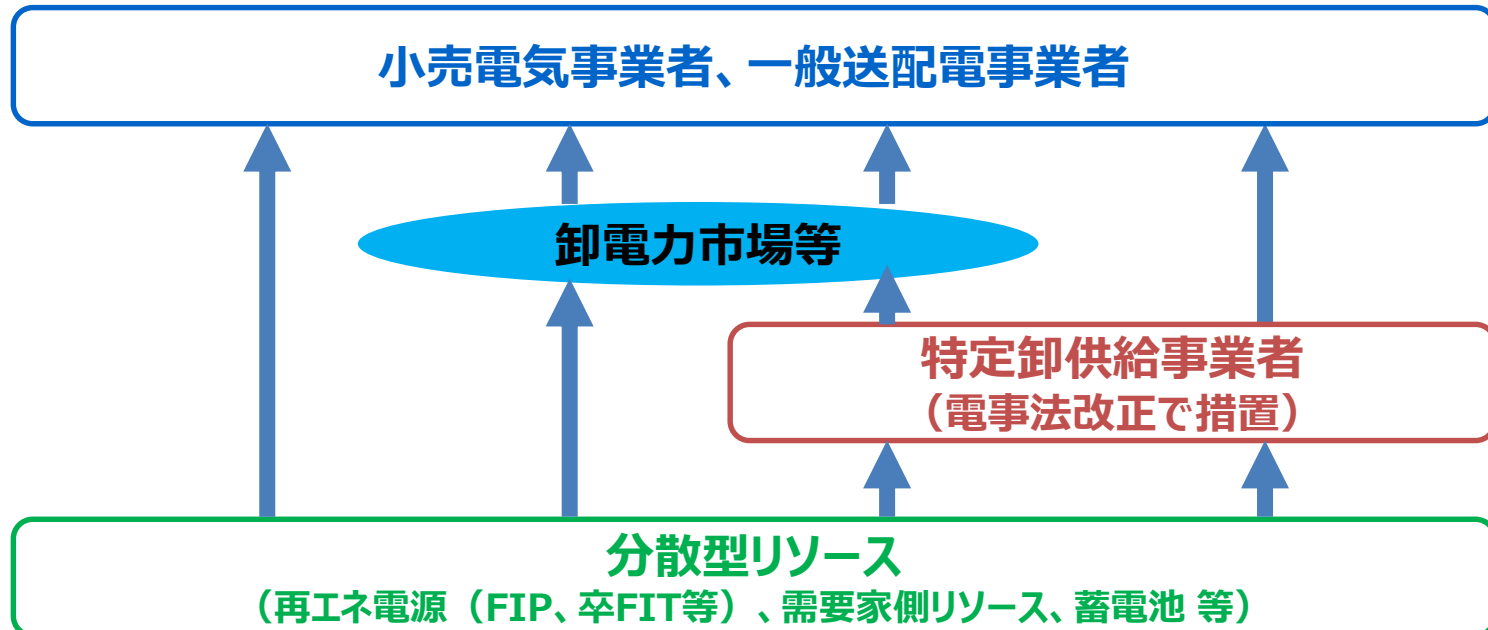 小売電気事業者、一般送配電事業者
卸電力市場等
特定卸供給事業者
（電事法改正で措置）
分散型リソース
（再エネ電源（FIP、卒FIT等）、需要家側リソース、蓄電池 等）